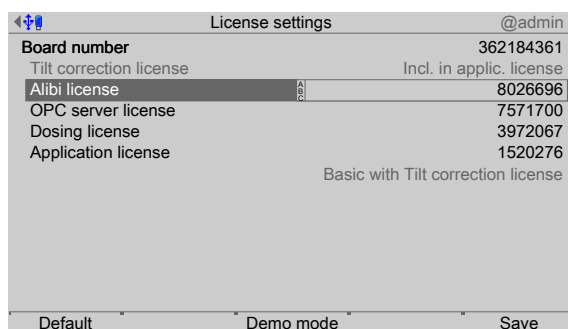 License settings @admin
Board number 362184361
Tilt correction license Incl. in applic. license
Alibi license ABC 8026696
OPC server license 7571700
Dosing license 3972067
Application license 1520276
Basic with Tilt correction license
Default Demo mode Save